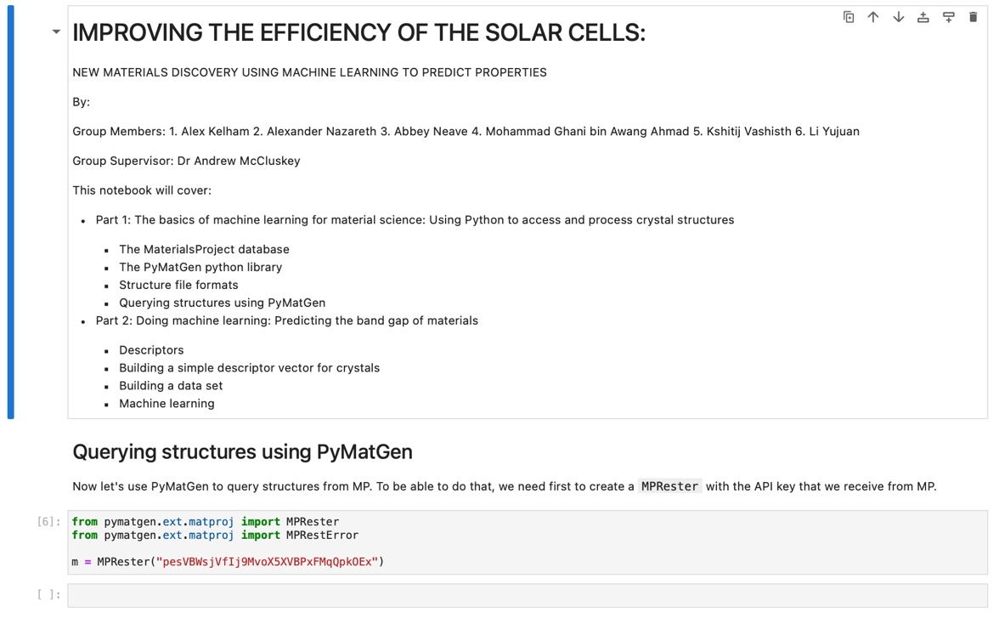 IMPROVING THE EFFICIENCY OF THE SOLAR CELLS:
NEW MATERIALS DISCOVERY USING MACHINE LEARNING TO PREDICT PROPERTIES
By:
Group Members: 1. Alex Kelham 2. Alexander Nazareth 3. Abbey Neave 4. Mohammad Ghani bin Awang Ahmad 5. Kshitij Vashisth 6. Li Yujuan
Group Supervisor: Dr Andrew McCluskey
This notebook will cover:
• Part 1: The basics of machine learning for material science: Using Python to access and process crystal structures
▪ The MaterialsProject database
▪ The PyMatGen python library
▪ Structure file formats
▪ Querying structures using PyMatGen
• Part 2: Doing machine learning: Predicting the band gap of materials
▪ Descriptors
▪ Building a simple descriptor vector for crystals
▪ Building a data set
▪ Machine learning
Querying structures using PyMatGen
Now let's use PyMatGen to query structures from MP. To be able to do that, we need first to create a MPRester with the API key that we receive from MP.
[6]: from pymatgen.ext.matproj import MPRester
from pymatgen.ext.matproj import MPRestError
m = MPRester("pesVBWsjVfIj9MvoX5XVBPxFMqQpkOEx")
[ ]: